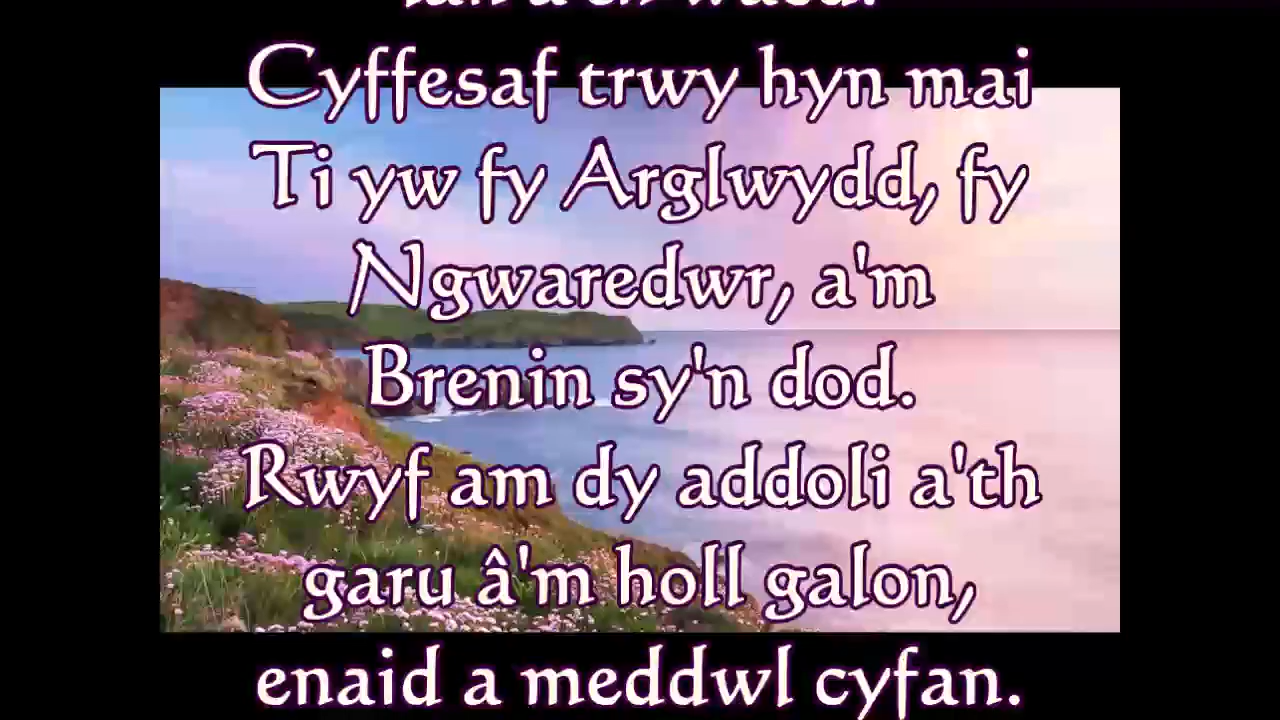 Cyffesaf trwy hyn mai
Ti yw fy Arglwydd, fy
Ngwaredwr, a'm
Brenin sy'n dod.
Rwyf am dy addoli a'th
garu â'm holl galon,
enaid a meddwl cyfan.